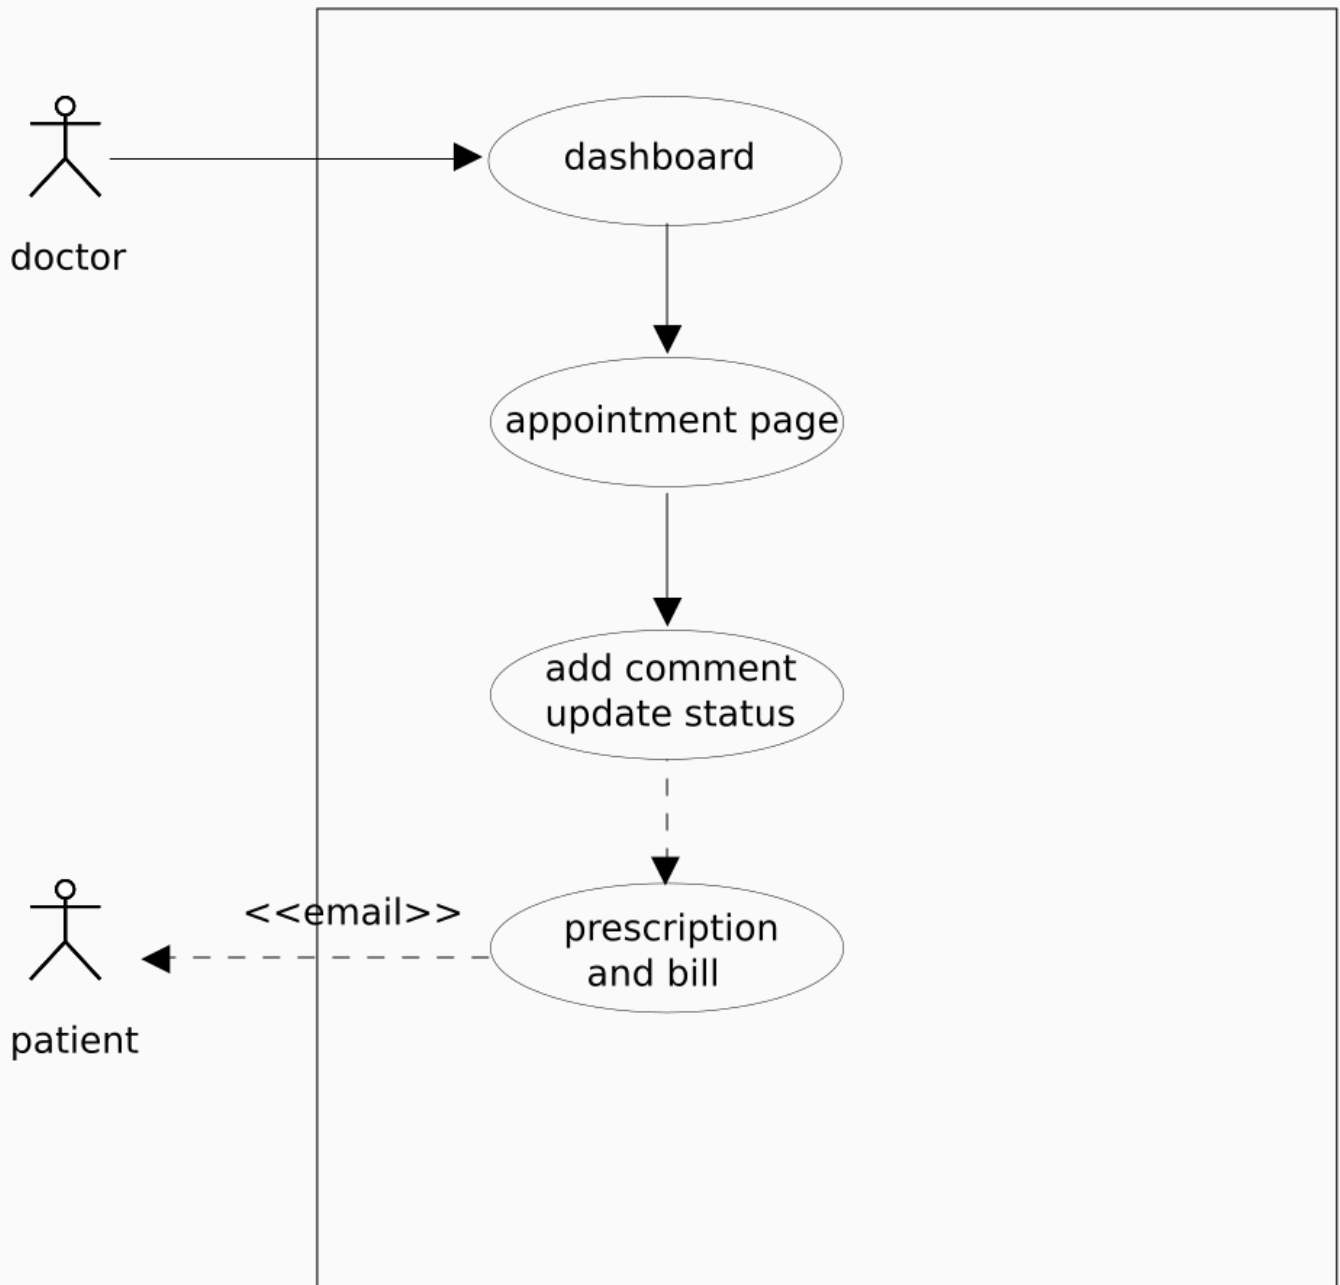 dashboard
doctor
appointment page
add comment
update status
<<email>>
prescription
and bill
patient